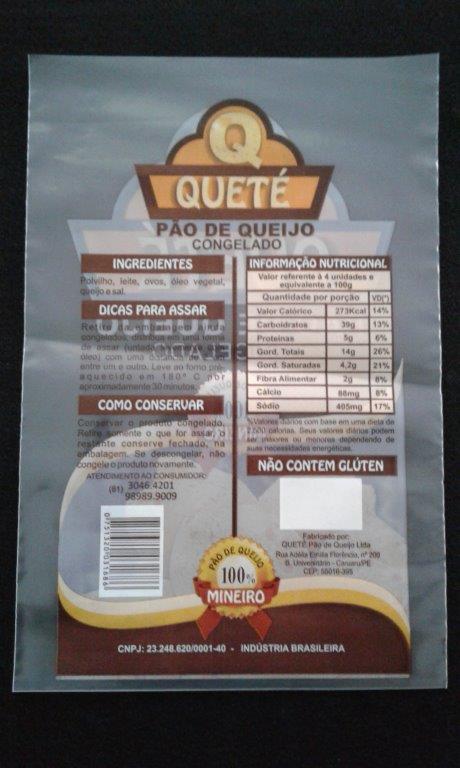 Q
QUETÉ
PÃO DE QUEIJO
CONGELADO
INGREDIENTES
Polvilho, leite, ovos, óleo vegetal,
queijo e sal.
DICAS PARA ASSAR
Retire da embalagem ainda
congelados, distribua em uma forma
de assar (untada com
óleo) com uma distância de
entre um e outro. Leve ao forno pré-
aquecido em 180º C por
aproximadamente 30 minutos.
COMO CONSERVAR
Conservar o produto congelado.
Retire somente o que for assar, o
restante conserve fechado, na
embalagem. Se descongelar, não
congele o produto novamente.
ATENDIMENTO AO CONSUMIDOR:
(81) 3046.4201
98989.9009
INFORMAÇÃO NUTRICIONAL
Valor referente à 4 unidades e
equivalente a 100g
Quantidade por porção VD(*)
Valor Calórico 273Kcal 14%
Carboidratos 39g 13%
Proteínas 5g 6%
Gord. Totais 14g 26%
Gord. Saturadas 4,2g 21%
Fibra Alimentar 2g 8%
Cálcio 88mg 8%
Sódio 405mg 17%
%Valores diários com base em uma dieta de
2.500 calorias. Seus valores diários podem
ser maiores ou menores dependendo de
suas necessidades energéticas.
NÃO CONTEM GLÚTEN
Fabricado por:
QUETÉ Pão de Queijo Ltda
Rua Adélia Emília Florêncio, nº 200
B. Universitário - Caruaru/PE
CEP: 55016-395
PÃO DE QUEIJO
100%
MINEIRO
CNPJ: 23.248.620/0001-40 - INDÚSTRIA BRASILEIRA